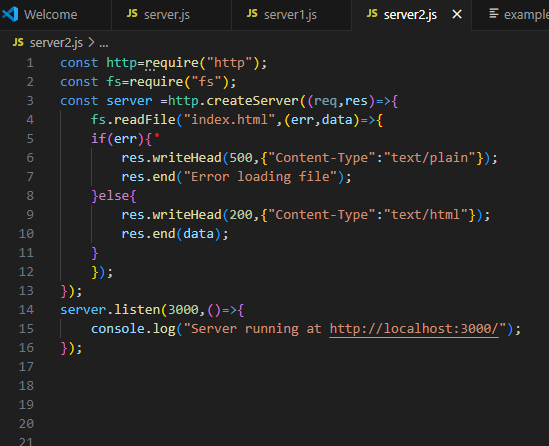 Welcome JS server.js JS server1.js JS server2.js × example
JS server2.js > ...
1 const http=require("http");
2 const fs=require("fs");
3 const server =http.createServer((req,res)=>{
4     fs.readFile("index.html",(err,data)=>{
5     if(err){"
6         res.writeHead(500,{"Content-Type":"text/plain"});
7         res.end("Error loading file");
8     }else{
9         res.writeHead(200,{"Content-Type":"text/html"});
10         res.end(data);
11     }
12     });
13 });
14 server.listen(3000,()=>{
15     console.log("Server running at http://localhost:3000/");
16 });
17
18
19
20
21